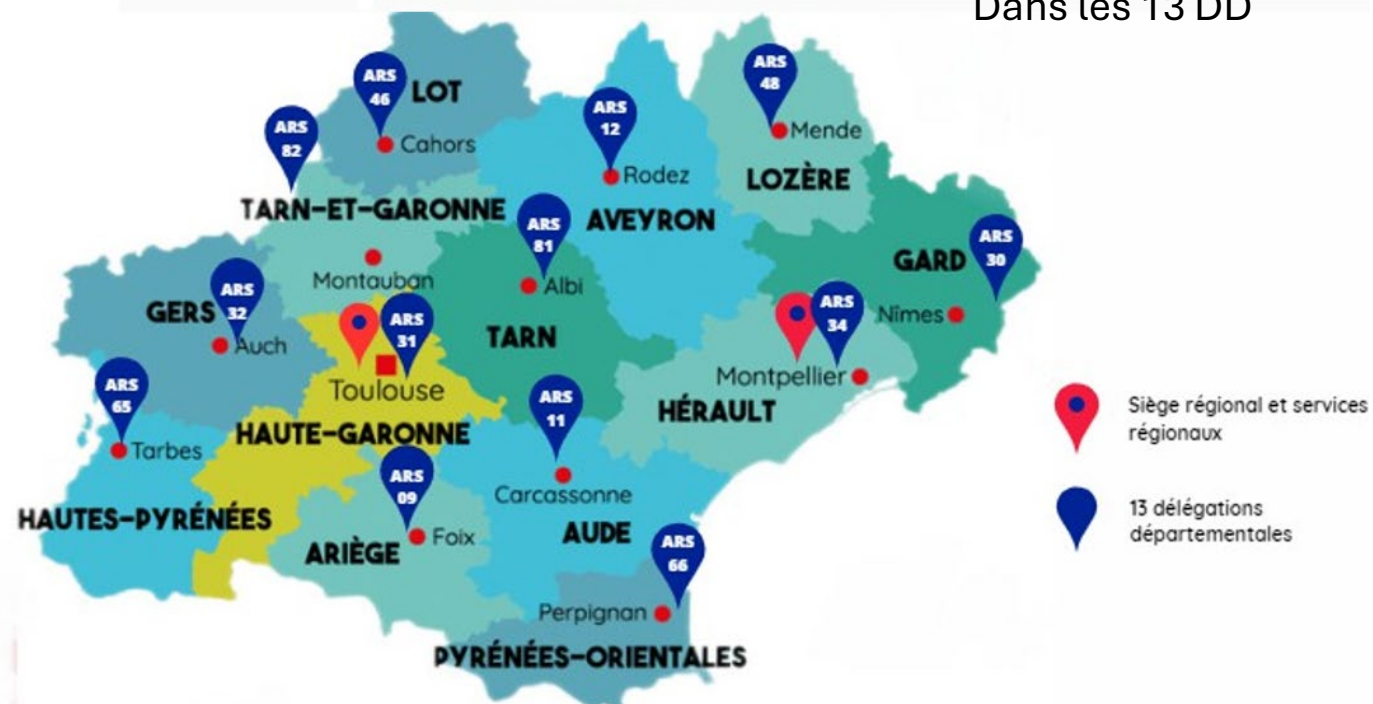 Dans les 13 DD
ARS
46
LOT
Cahors
ARS
82
TARN-ET-GARONNE
Montauban
ARS
12
Rodez
AVEYRON
ARS
48
Mende
LOZÈRE
ARS
81
Albi
TARN
GARD
ARS
30
Nîmes
GERS
ARS
32
Auch
ARS
31
Toulouse
HAUTE-GARONNE
ARS
34
Montpellier
HÉRAULT
ARS
65
Tarbes
HAUTES-PYRÉNÉES
ARS
11
Carcassonne
AUDE
ARS
09
Foix
ARIÈGE
ARS
66
Perpignan
PYRÉNÉES-ORIENTALES
Siège régional et services
régionaux
13 délégations
départementales